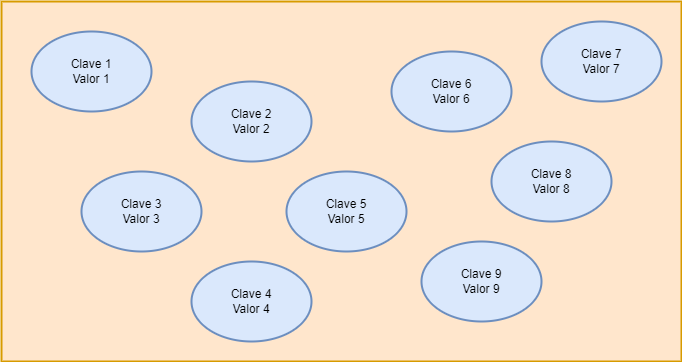 Clave 1
Valor 1
Clave 2
Valor 2
Clave 3
Valor 3
Clave 4
Valor 4
Clave 5
Valor 5
Clave 6
Valor 6
Clave 7
Valor 7
Clave 8
Valor 8
Clave 9
Valor 9